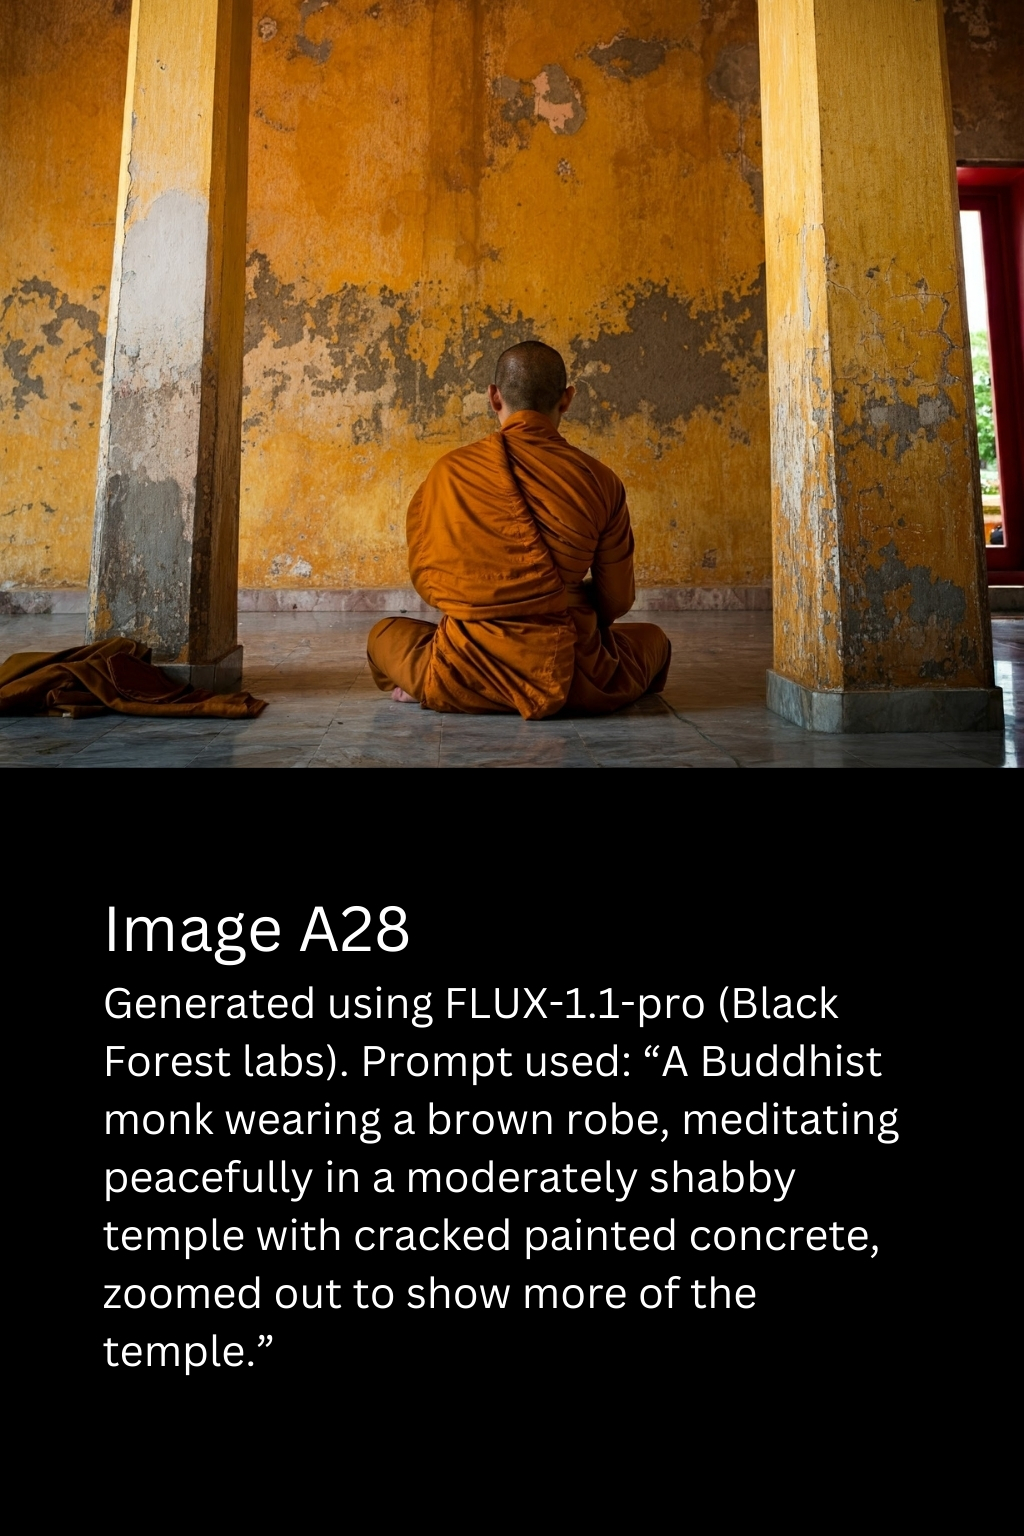 Image A28
Generated using FLUX-1.1-pro (Black
Forest labs). Prompt used: “A Buddhist
monk wearing a brown robe, meditating
peacefully in a moderately shabby
temple with cracked painted concrete,
zoomed out to show more of the
temple.”